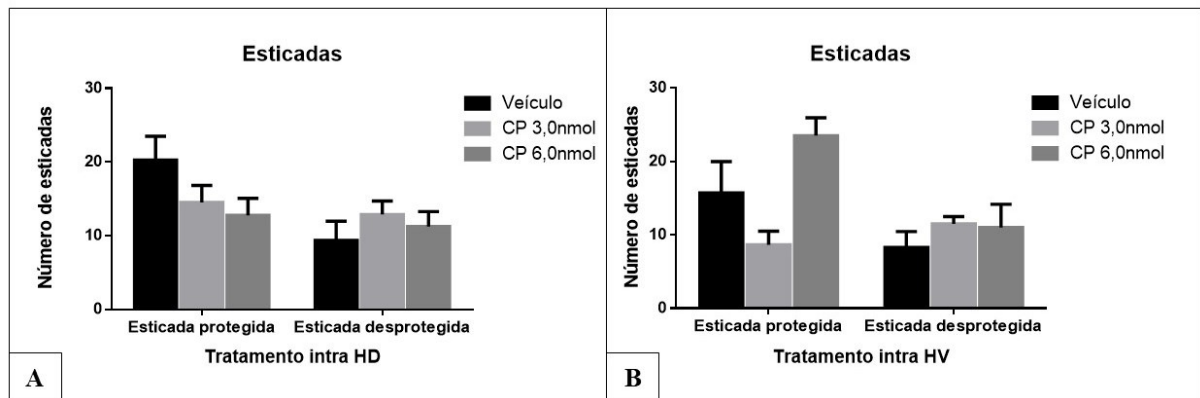 Esticadas
Número de esticadas
30
20
10
0
Veículo
CP 3,0nmol
CP 6,0nmol
Esticada protegida Esticada desprotegida
Tratamento intra HD
A
Esticadas
Número de esticadas
30
20
10
0
Veículo
CP 3,0nmol
CP 6,0nmol
Esticada protegida Esticada desprotegida
Tratamento intra HV
B